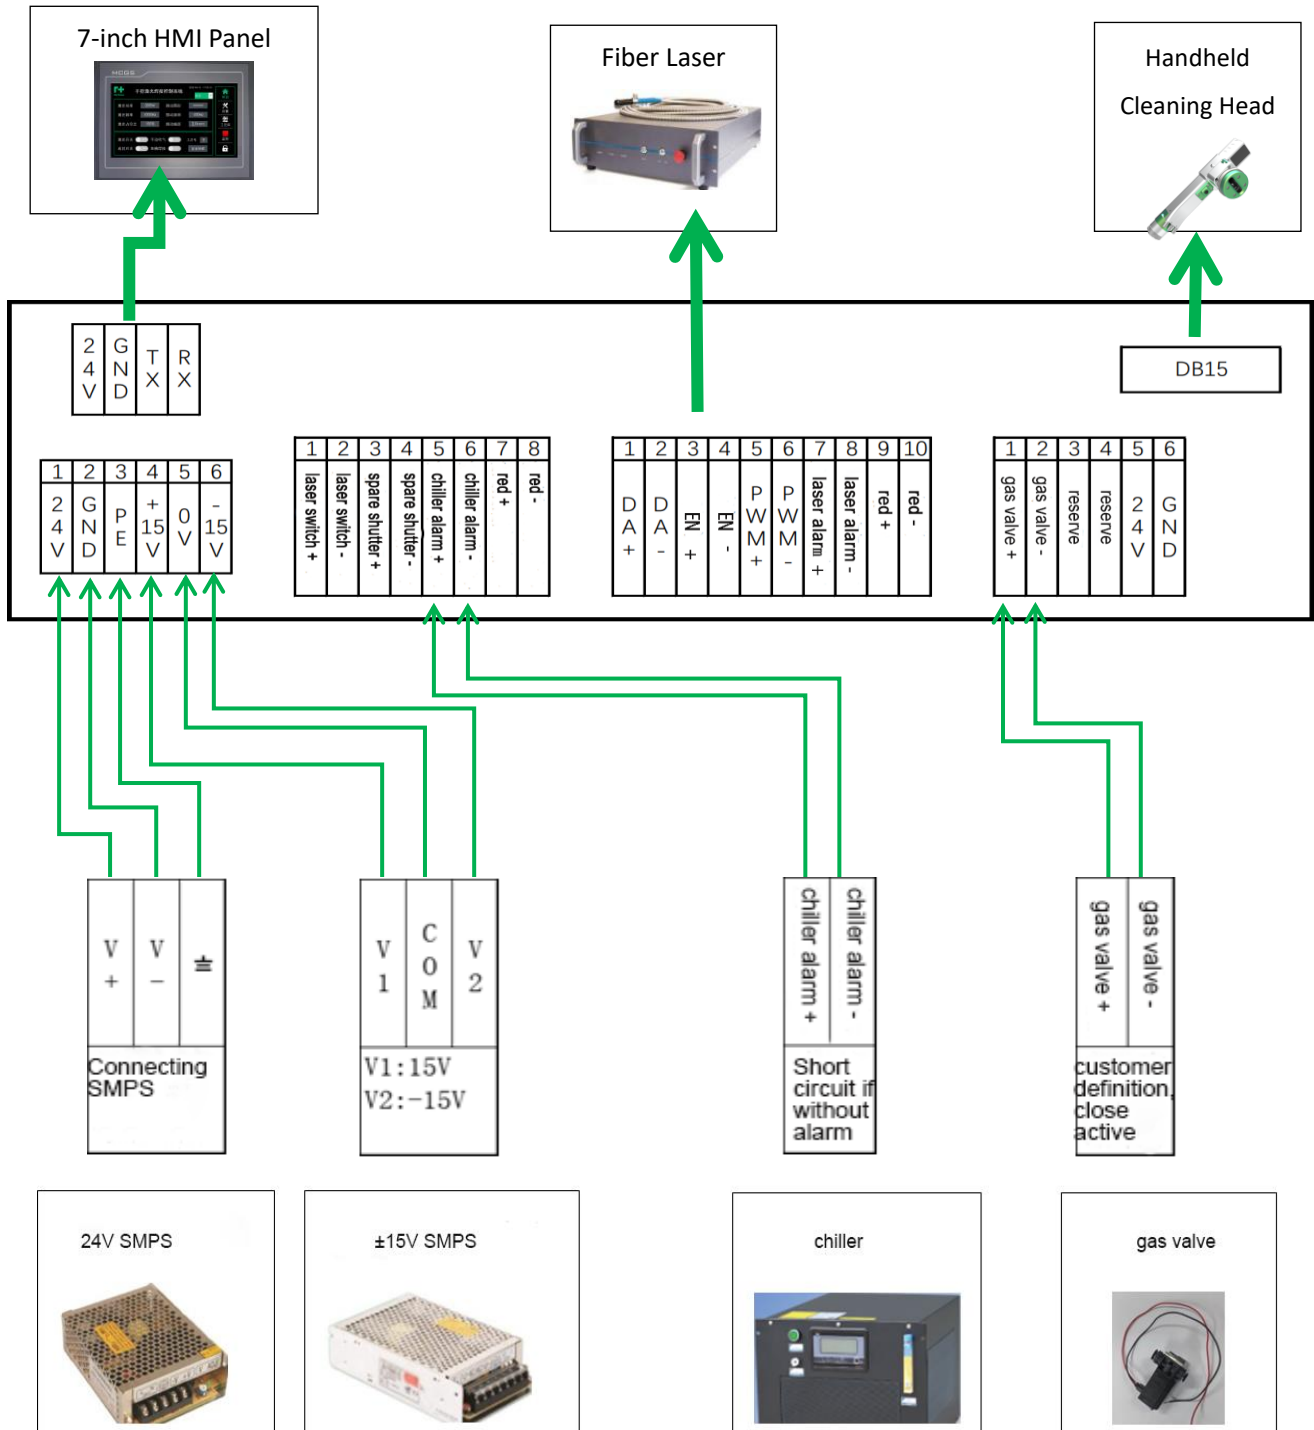 7-inch HMI Panel
Fiber Laser
Handheld
Cleaning Head
HCGS
24V GND TX RX
DB15
1 2 3 4 5 6
24V GND PE +15V 0V -15V
1 2 3 4 5 6 7 8
laser switch + laser switch - spare shutter + spare shutter - chiller alarm + chiller alarm - red + red -
1 2 3 4 5 6 7 8 9 10
DA+ DA- EN + EN - PWM+ PWM- laser alarm + laser alarm - red + red -
1 2 3 4 5 6
gas valve + gas valve - reserve reserve 24V GND
V+ V-
Connecting
SMPS
V1 COM V2
V1:15V
V2:-15V
chiller alarm + chiller alarm -
Short
circuit if
without
alarm
gas valve + gas valve -
customer
definition,
close
active
24V SMPS
±15V SMPS
chiller
gas valve